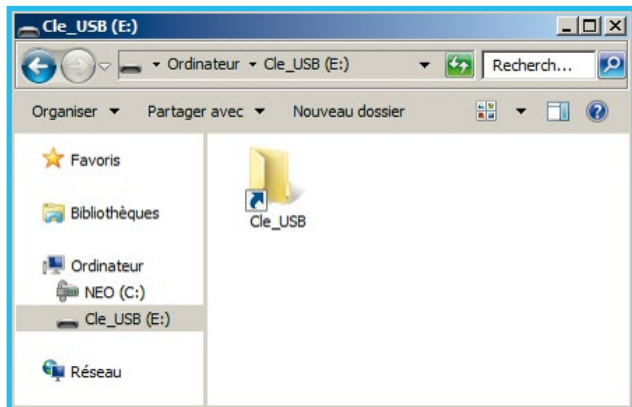 Cle_USB (E:)
Ordinateur Cle_USB (E:) Recherch...
Organiser Partager avec Nouveau dossier
Favoris
Bibliothèques
Ordinateur
NEO (C:)
Cle_USB (E:)
Réseau
Cle_USB